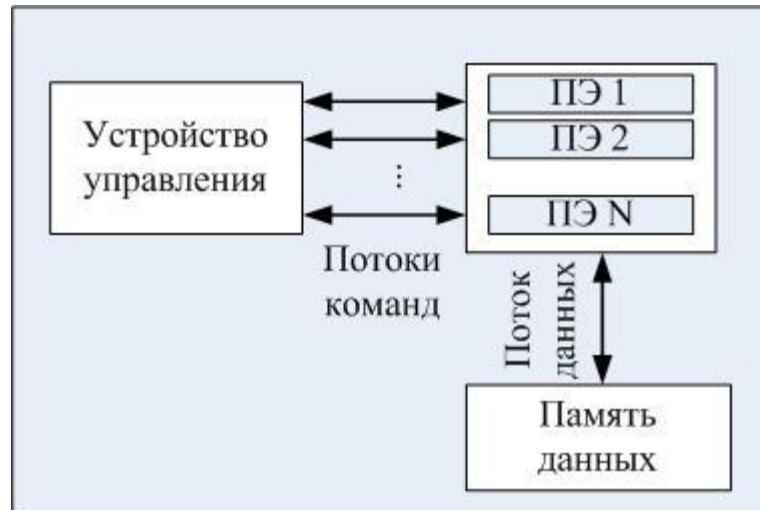 Устройство
управления
ПЭ 1
ПЭ 2
...
ПЭ N
Потоки
команд
Поток
данных
Память
данных